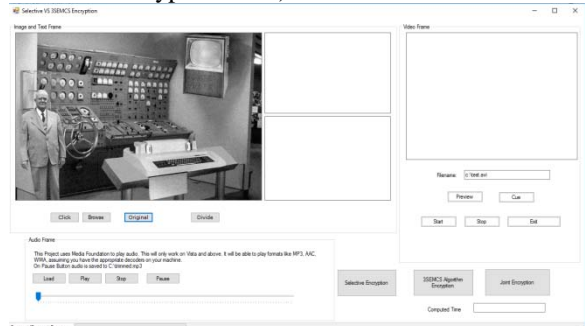 Selective VS ISEMCS Encryption
Image and Text Frame
Video Frame
Filename: c:\test.avi
Preview Cue
Start Stop Exit
Click Browse Original Divide
Audio Frame
This Project uses Media Foundation to play audio. This will only work on Vista and above. It will be able to play formats like MP3, AAC,
WMA, assuming you have the appropriate decoders on your machine.
On Pause Button audio is saved to C:\trimmed.mp3
Load Play Stop Pause
Selective Encryption
ISEMCS Algorithm
Encryption
Joint Encryption
Computed Time